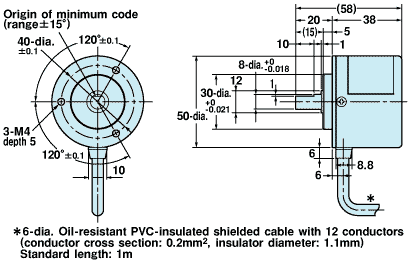 Origin of minimum code
(range±15°)
40-dia.
±0.1
120°±0.1
3-M4
depth 5
120°±0.1
10
(58)
20
38
(15)
5
10
1
8-dia. +0 -0.018
1
12
30-dia. +0 -0.021
50-dia.
6
8.8
6
*
*6-dia. Oil-resistant PVC-insulated shielded cable with 12 conductors
(conductor cross section: 0.2mm², insulator diameter: 1.1mm)
Standard length: 1m